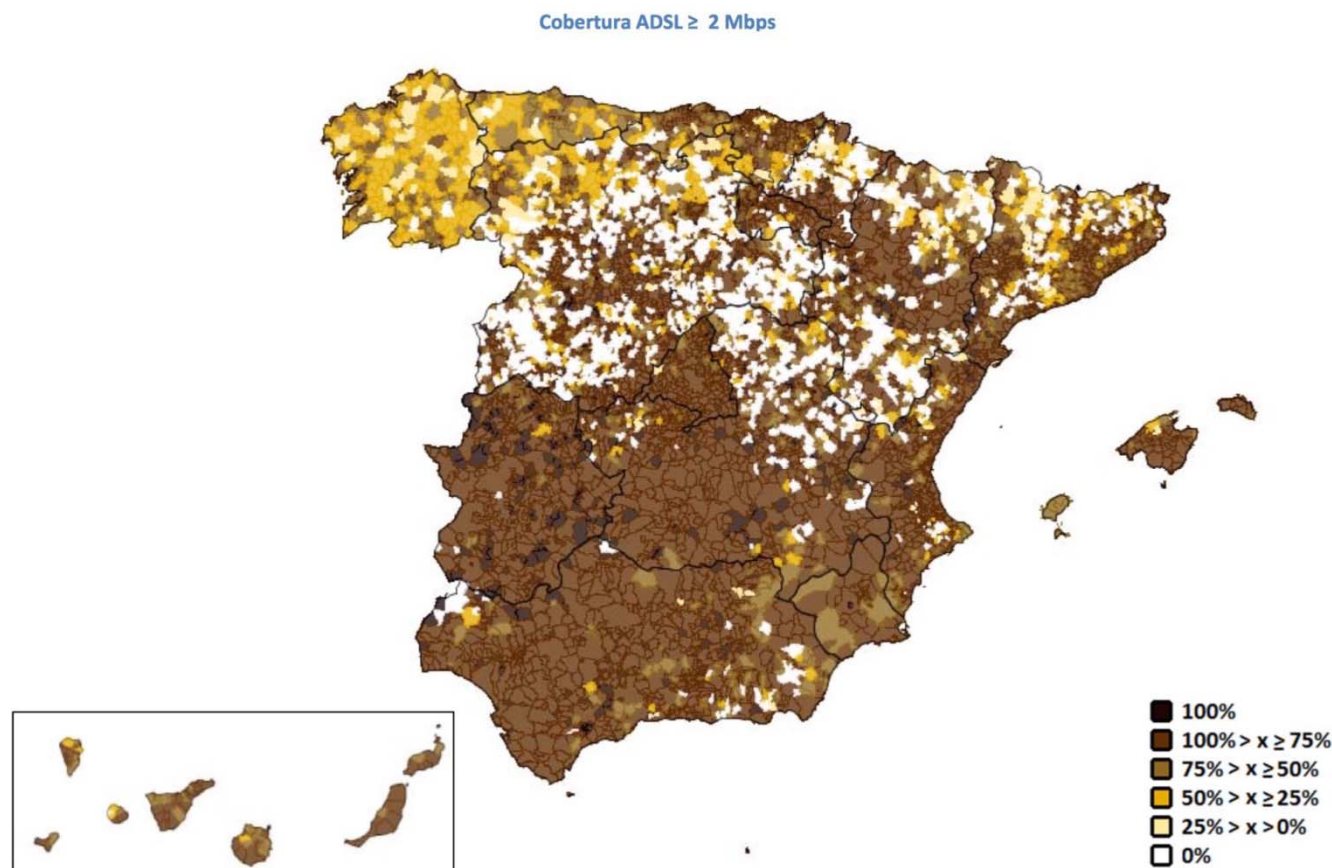 Cobertura ADSL ≥ 2 Mbps
100%
100% > x ≥ 75%
75% > x ≥ 50%
50% > x ≥ 25%
25% > x > 0%
0%